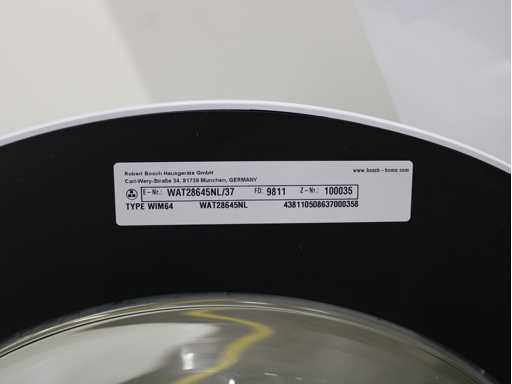 Robert Bosch Hausgeräte GmbH
Carl-Wery-Straße 34, 81739 München, GERMANY
www.bosch-home.com
E-Nr.: WAT28645NL/37 FD: 9811 Z-Nr.: 100035
TYPE WIM64 WAT28645NL 438110508637000358